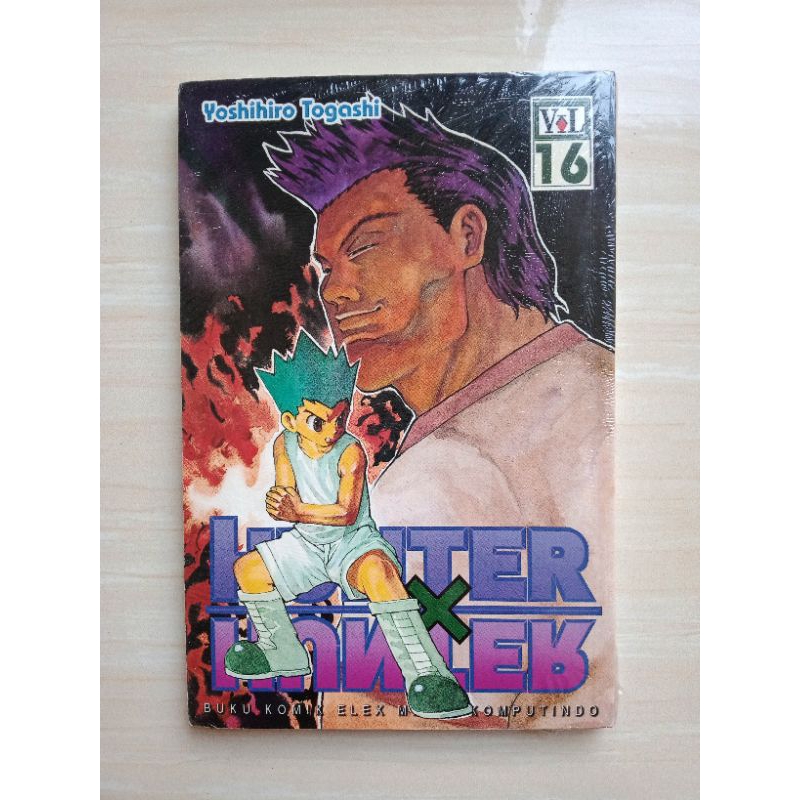 Yoshihiro Togashi
VOL
16
HUNTER
×
HUNTER
BUKU KOMIK ELEX M KOMPUTINDO